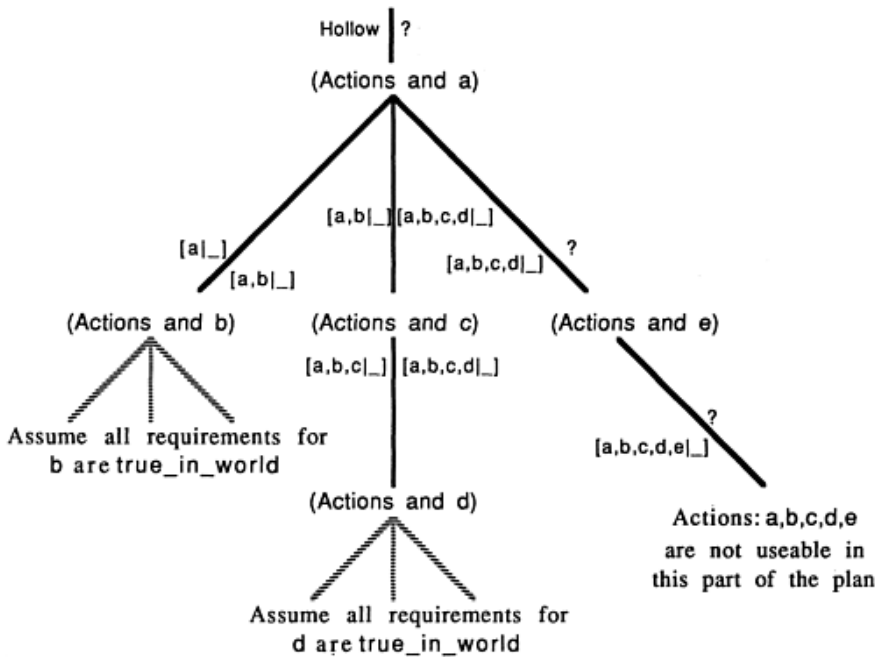 Hollow ?
(Actions and a)
[a,b|_] [a,b,c,d|_]
[a|_] ?
[a,b,c,d|_]
[a,b|_]
(Actions and b) (Actions and c) (Actions and e)
[a,b,c|_] [a,b,c,d|_]
?
Assume all requirements for
b are true_in_world
[a,b,c,d,e|_]
(Actions and d)
Actions: a,b,c,d,e
are not useable in
this part of the plan
Assume all requirements for
d are true_in_world